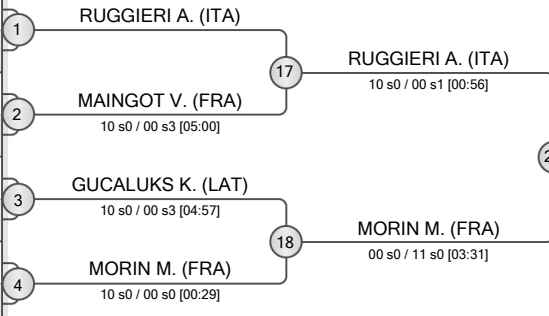 1
RUGGIERI A. (ITA)
17
RUGGIERI A. (ITA)
10 s0 / 00 s1 [00:56]
2
MAINGOT V. (FRA)
10 s0 / 00 s3 [05:00]
3
GUCALUKS K. (LAT)
10 s0 / 00 s3 [04:57]
18
MORIN M. (FRA)
00 s0 / 11 s0 [03:31]
4
MORIN M. (FRA)
10 s0 / 00 s0 [00:29]